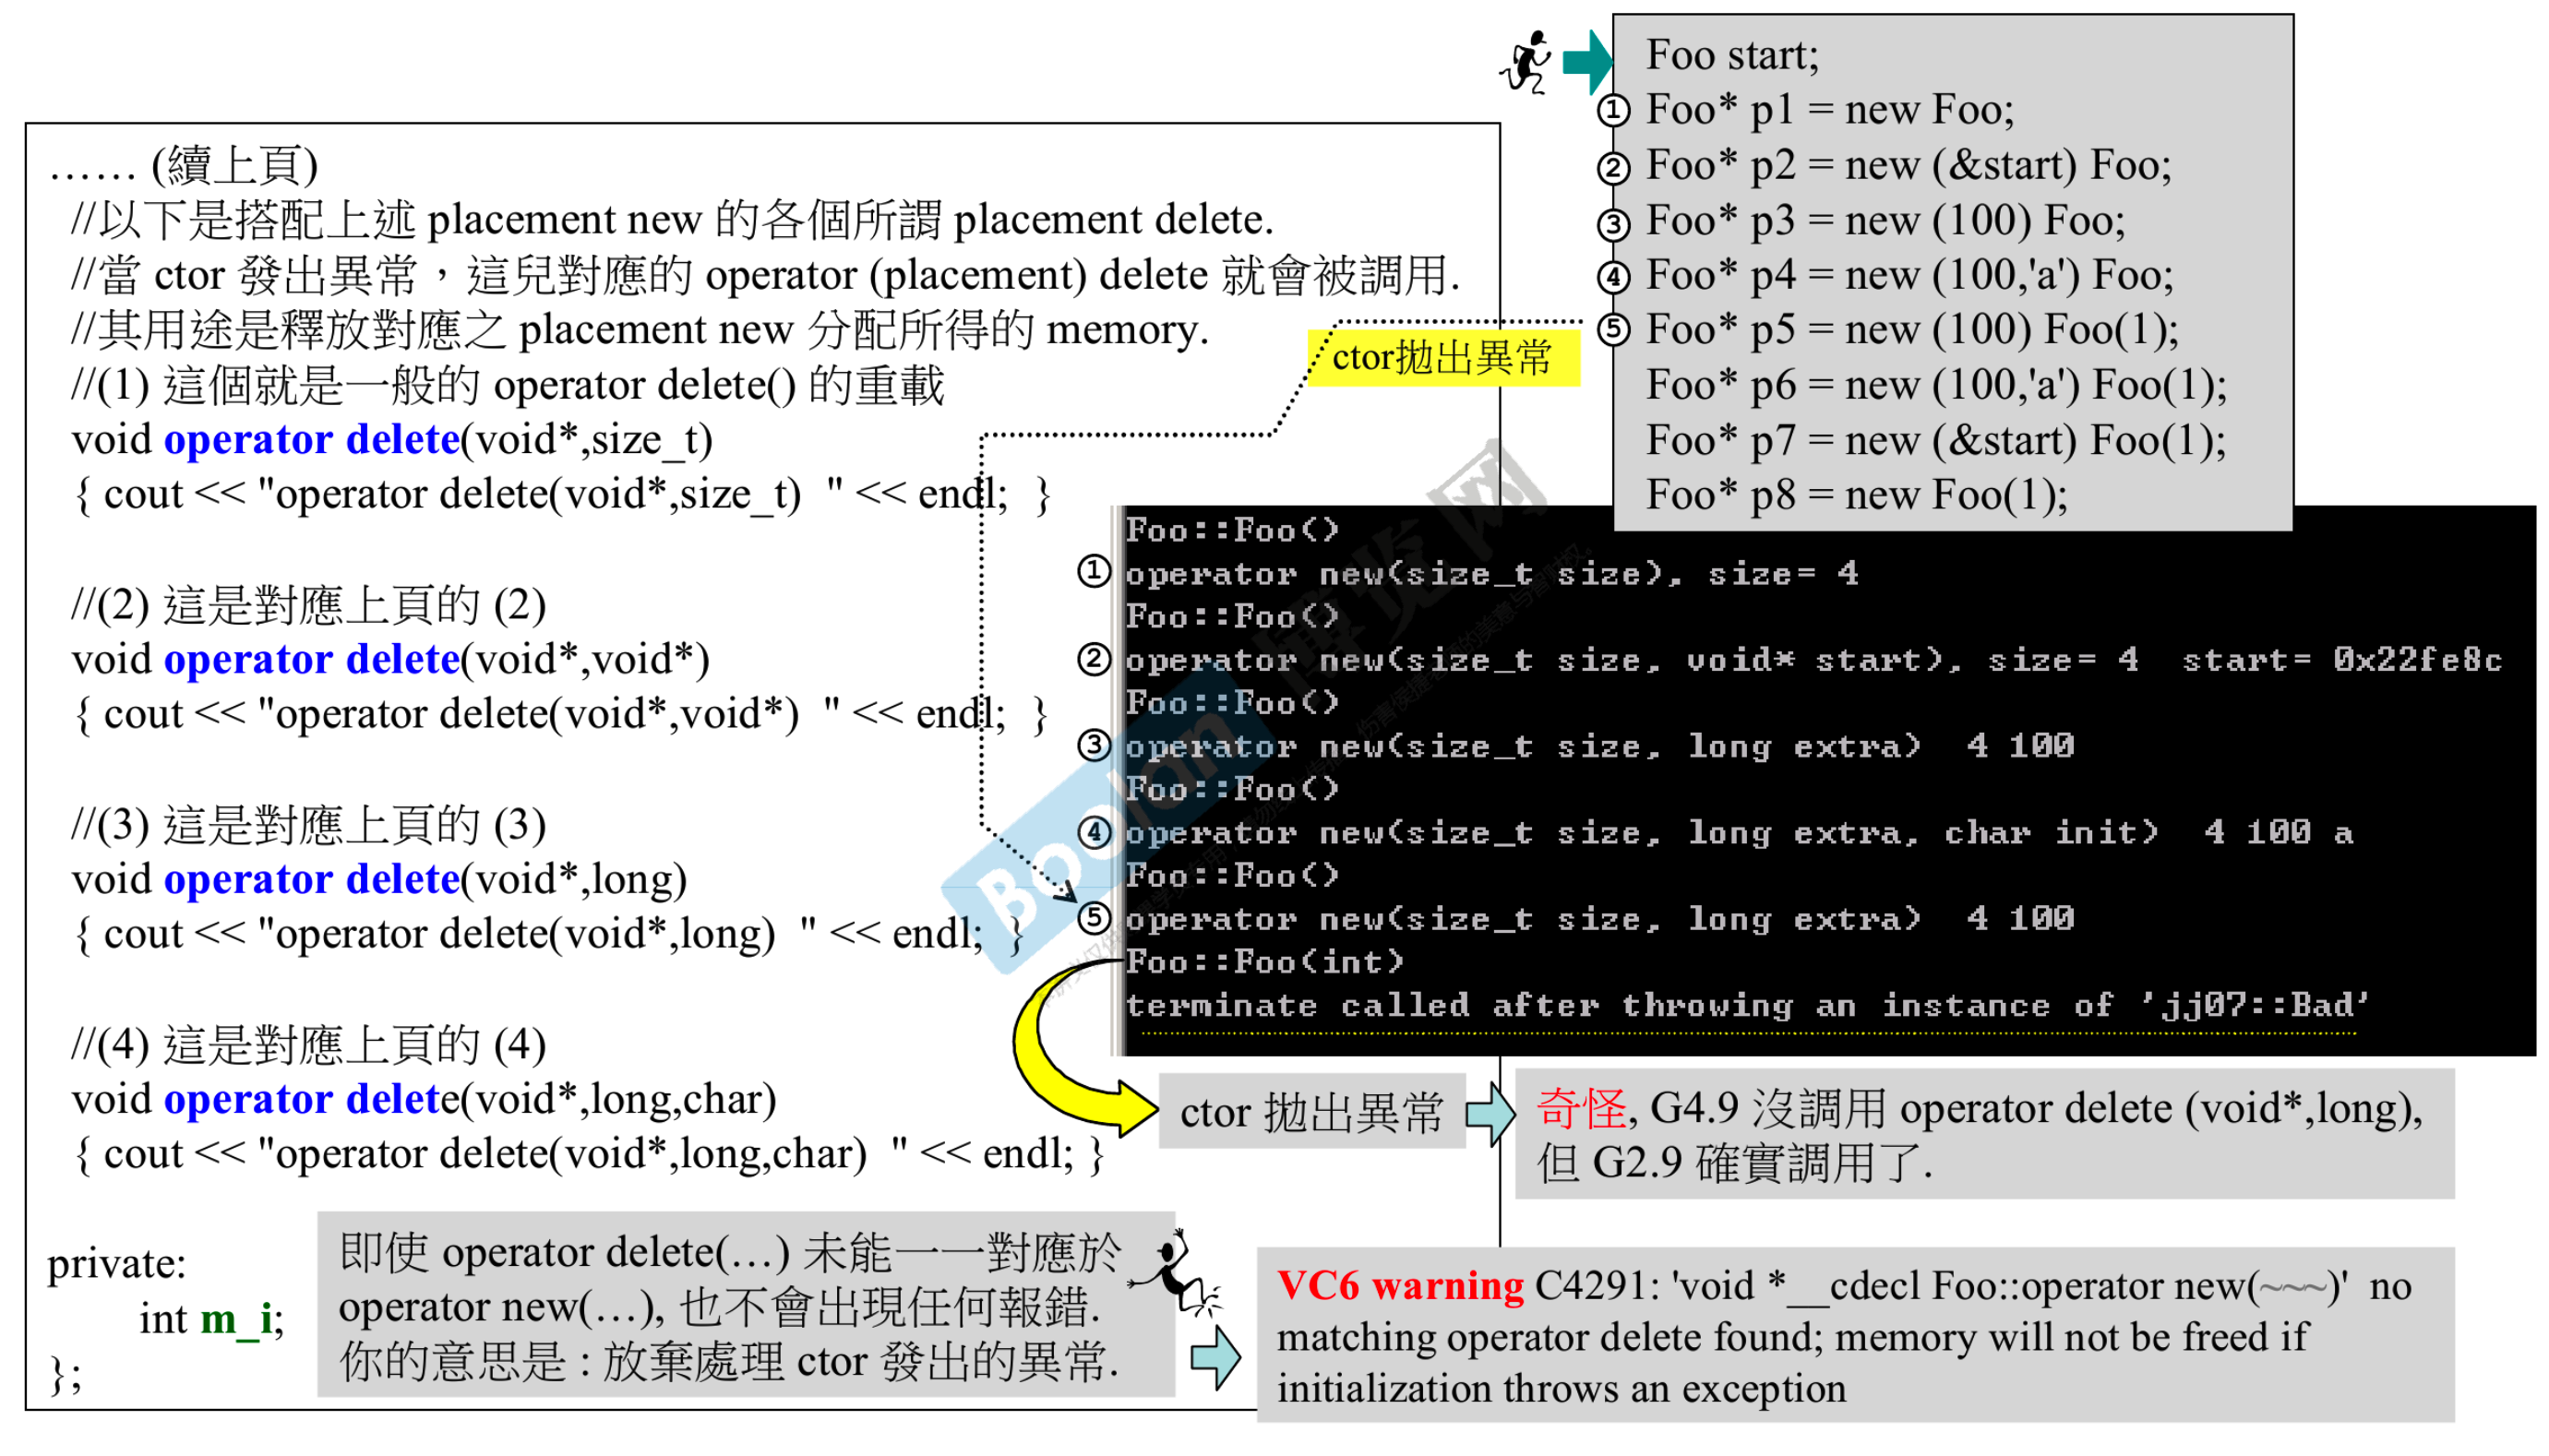 Foo start;
① Foo* p1 = new Foo;
② Foo* p2 = new (&start) Foo;
③ Foo* p3 = new (100) Foo;
④ Foo* p4 = new (100,'a') Foo;
⑤ Foo* p5 = new (100) Foo(1);
Foo* p6 = new (100,'a') Foo(1);
Foo* p7 = new (&start) Foo(1);
Foo* p8 = new Foo(1);
…… (續上頁)
//以下是搭配上述 placement new 的各個所謂 placement delete.
//當 ctor 發出異常，這兒對應的 operator (placement) delete 就會被調用.
//其用途是釋放對應之 placement new 分配所得的 memory.
//(1) 這個就是一般的 operator delete() 的重載
void operator delete(void*,size_t)
{ cout << "operator delete(void*,size_t)  " << endl;  }
//(2) 這是對應上頁的 (2)
void operator delete(void*,void*)
{ cout << "operator delete(void*,void*)  " << endl;  }
//(3) 這是對應上頁的 (3)
void operator delete(void*,long)
{ cout << "operator delete(void*,long)  " << endl;  }
//(4) 這是對應上頁的 (4)
void operator delete(void*,long,char)
{ cout << "operator delete(void*,long,char)  " << endl; }
private:
int m_i;
};
ctor拋出異常
Foo::Foo()
① operator new(size_t size), size= 4
Foo::Foo()
② operator new(size_t size, void* start), size= 4  start= 0x22fe8c
Foo::Foo()
③ operator new(size_t size, long extra)  4 100
Foo::Foo()
④ operator new(size_t size, long extra, char init)  4 100 a
Foo::Foo()
⑤ operator new(size_t size, long extra)  4 100
Foo::Foo(int)
terminate called after throwing an instance of 'jj07::Bad'
ctor 拋出異常
奇怪, G4.9 沒調用 operator delete (void*,long),
但 G2.9 確實調用了.
即使 operator delete(…) 未能一一對應於
operator new(…), 也不會出現任何報錯.
你的意思是 : 放棄處理 ctor 發出的異常.
VC6 warning C4291: 'void *__cdecl Foo::operator new(~~~)'  no
matching operator delete found; memory will not be freed if
initialization throws an exception
Boolan
博览网